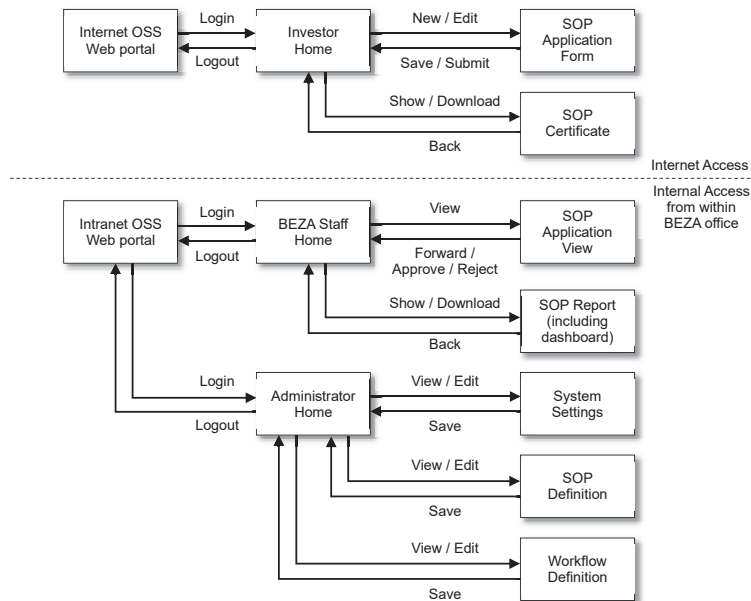 Internet OSS
Web portal
Login
Logout
Investor
Home
New / Edit
Save / Submit
SOP
Application
Form
Show / Download
Back
SOP
Certificate
Internet Access
Internal Access
from within
BEZA office
Intranet OSS
Web portal
Login
Logout
BEZA Staff
Home
View
Forward /
Approve / Reject
SOP
Application
View
Show / Download
Back
SOP Report
(including
dashboard)
Login
Logout
Administrator
Home
View / Edit
Save
System
Settings
View / Edit
Save
SOP
Definition
View / Edit
Save
Workflow
Definition